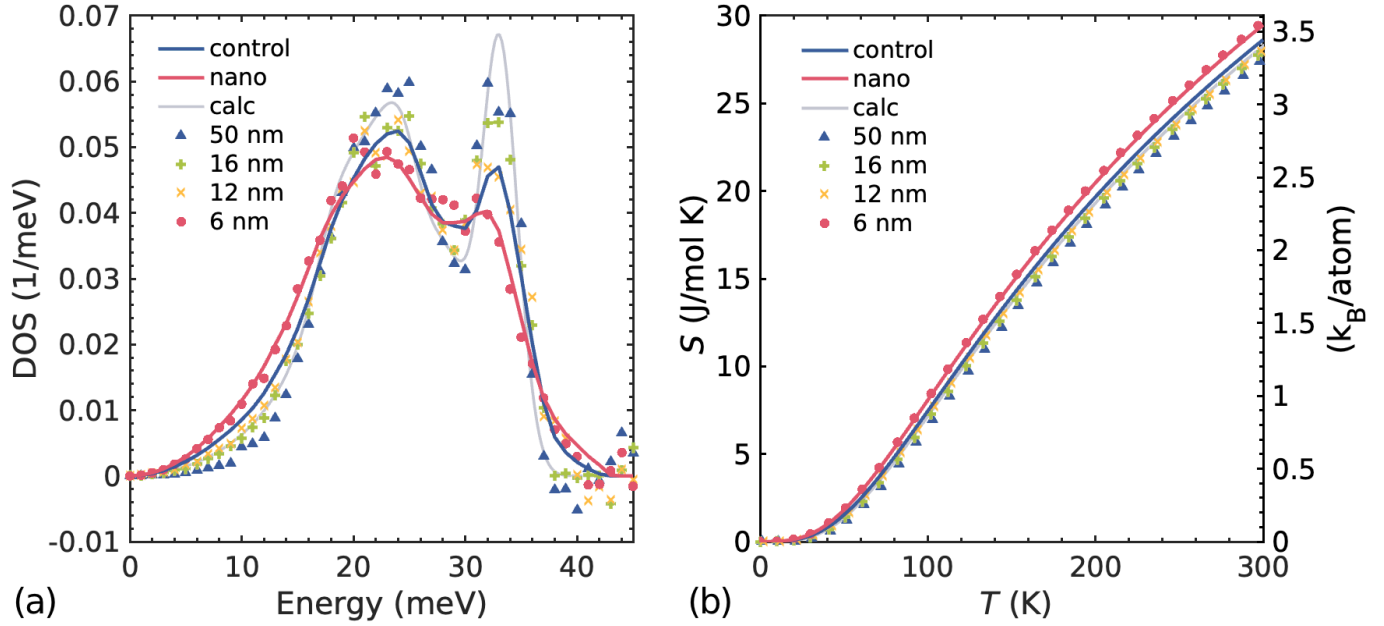 0.07
0.06
0.05
0.04
0.03
0.02
0.01
0
-0.01
DOS (1/meV)
control
nano
calc
50 nm
16 nm
12 nm
6 nm
0 10 20 30 40
(a) Energy (meV)
30
25
20
15
10
5
0
S (J/mol K)
control
nano
calc
50 nm
16 nm
12 nm
6 nm
3.5
3
2.5
2
1.5
1
0.5
0
(k_B/atom)
0 100 200 300
(b) T (K)